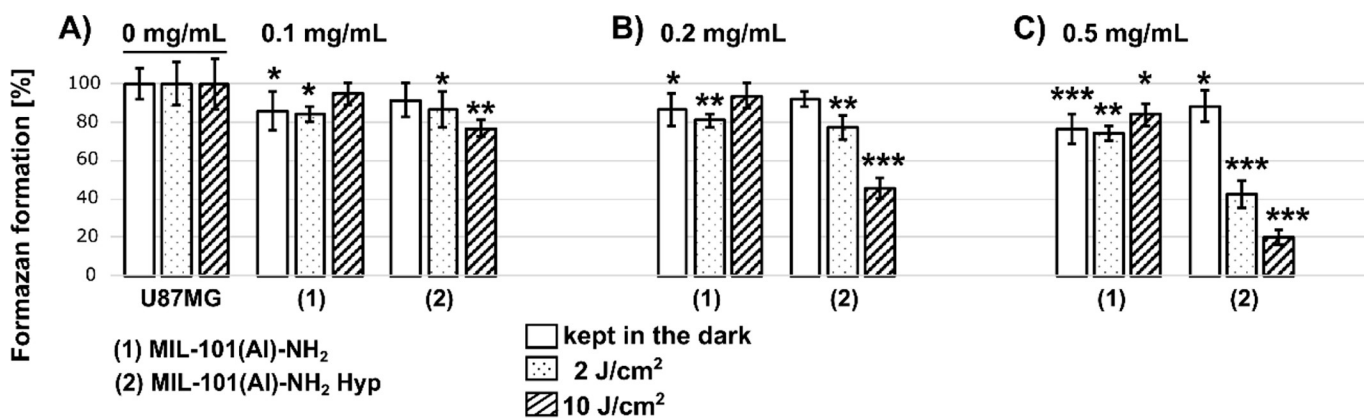 A) 0 mg/mL 0.1 mg/mL B) 0.2 mg/mL C) 0.5 mg/mL
Formazan formation [%]
100
80
60
40
20
0
* * * **
* ** ** ***
*** ** * * *** ***
U87MG (1) (2) (1) (2) (1) (2)
(1) MIL-101(Al)-NH₂
(2) MIL-101(Al)-NH₂ Hyp
kept in the dark
2 J/cm²
10 J/cm²